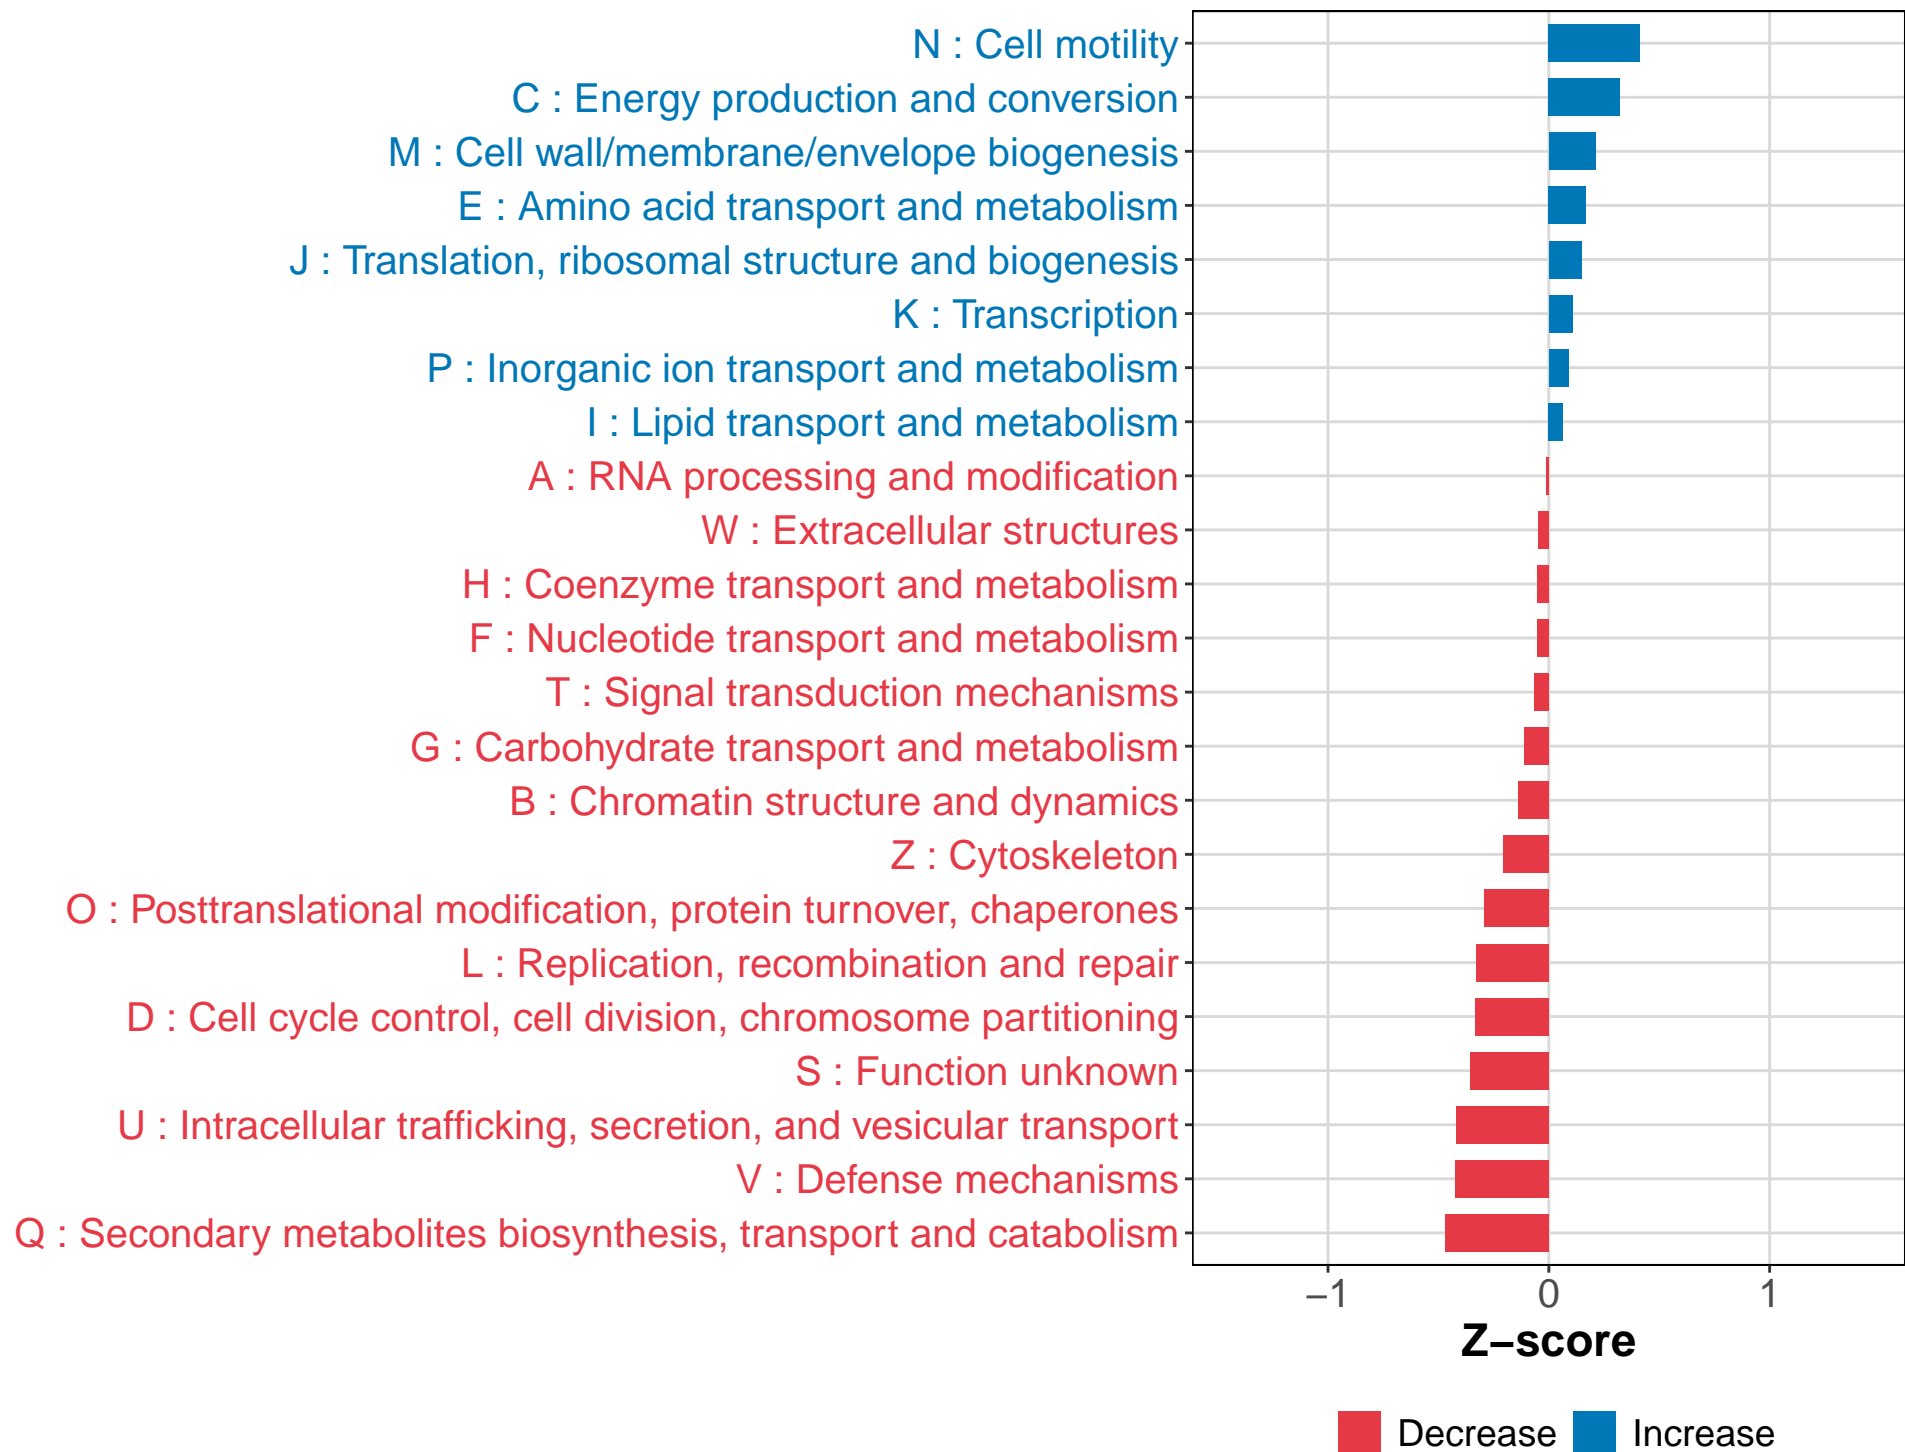 N : Cell motility
C : Energy production and conversion
M : Cell wall/membrane/envelope biogenesis
E : Amino acid transport and metabolism
J : Translation, ribosomal structure and biogenesis
K : Transcription
P : Inorganic ion transport and metabolism
I : Lipid transport and metabolism
A : RNA processing and modification
W : Extracellular structures
H : Coenzyme transport and metabolism
F : Nucleotide transport and metabolism
T : Signal transduction mechanisms
G : Carbohydrate transport and metabolism
B : Chromatin structure and dynamics
Z : Cytoskeleton
O : Posttranslational modification, protein turnover, chaperones
L : Replication, recombination and repair
D : Cell cycle control, cell division, chromosome partitioning
S : Function unknown
U : Intracellular trafficking, secretion, and vesicular transport
V : Defense mechanisms
Q : Secondary metabolites biosynthesis, transport and catabolism
−1 0 1
Z−score
Decrease Increase